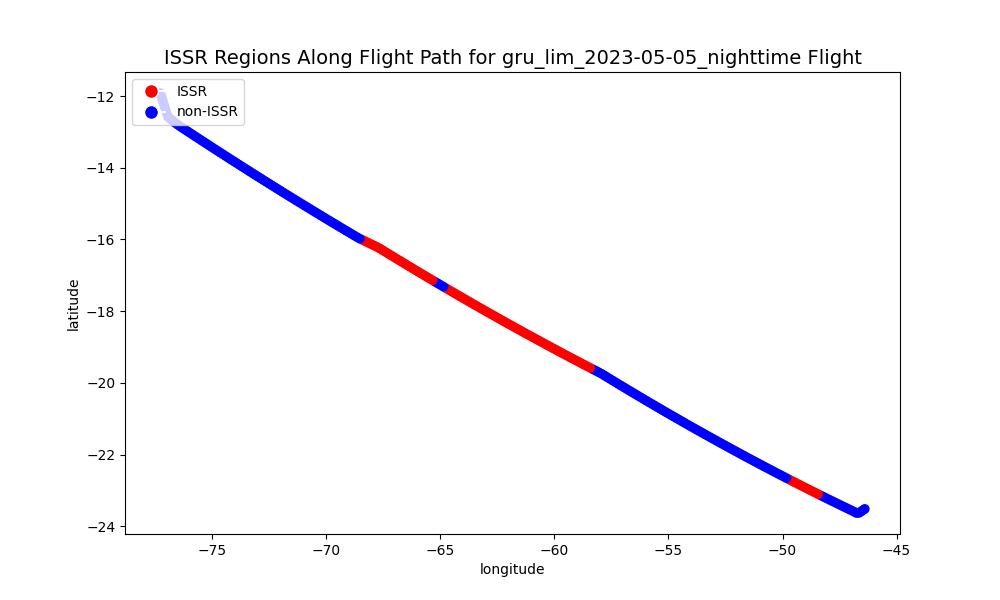 ISSR Regions Along Flight Path for gru_lim_2023-05-05_nighttime Flight
ISSR
non-ISSR
latitude
−12
−14
−16
−18
−20
−22
−24
−75
−70
−65
−60
−55
−50
−45
longitude